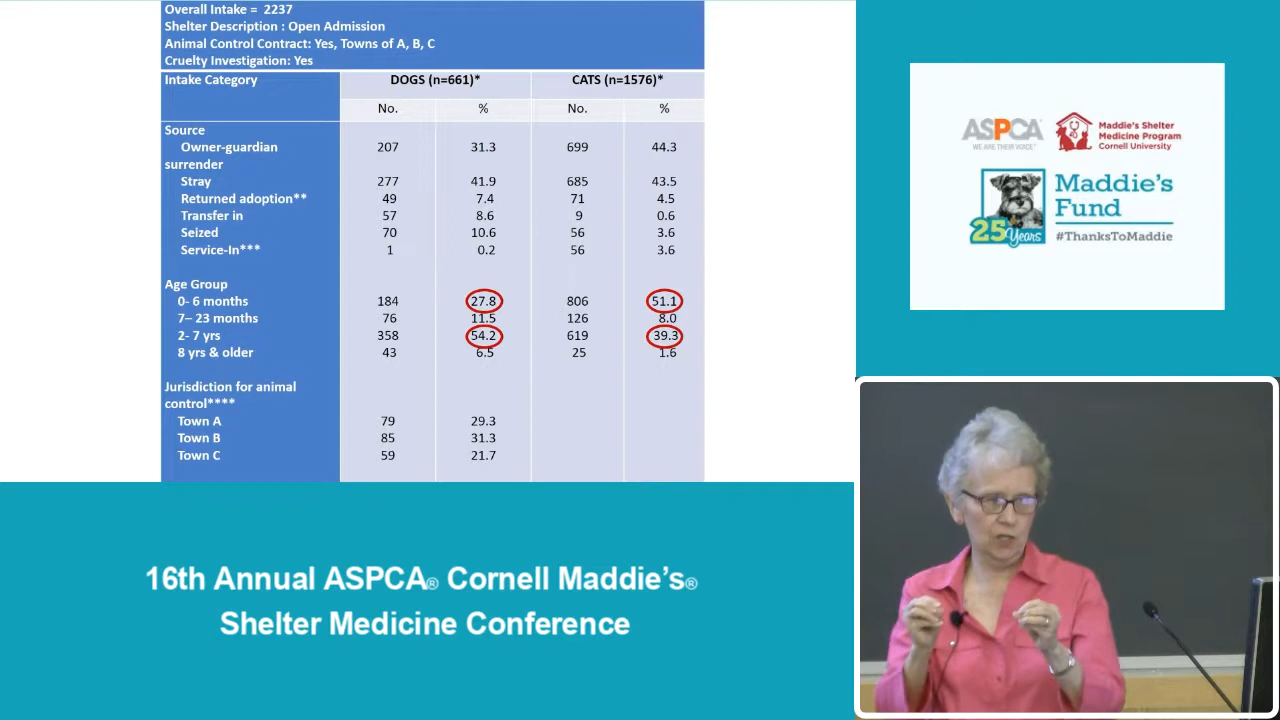 Overall Intake = 2237
Shelter Description : Open Admission
Animal Control Contract: Yes, Towns of A, B, C
Cruelty Investigation: Yes
Intake Category DOGS (n=661)* CATS (n=1576)*
No. % No. %
Source
Owner-guardian surrender 207 31.3 699 44.3
Stray 277 41.9 685 43.5
Returned adoption** 49 7.4 71 4.5
Transfer in 57 8.6 9 0.6
Seized 70 10.6 56 3.6
Service-In*** 1 0.2 56 3.6
Age Group
0- 6 months 184 27.8 806 51.1
7– 23 months 76 11.5 126 8.0
2- 7 yrs 358 54.2 619 39.3
8 yrs & older 43 6.5 25 1.6
Jurisdiction for animal
control****
Town A 79 29.3
Town B 85 31.3
Town C 59 21.7
ASPCA
WE ARE THEIR VOICE
Maddie's Shelter
Medicine Program
Cornell University
Maddie's
Fund
25 Years
#ThanksToMaddie
16th Annual ASPCA® Cornell Maddie's®
Shelter Medicine Conference